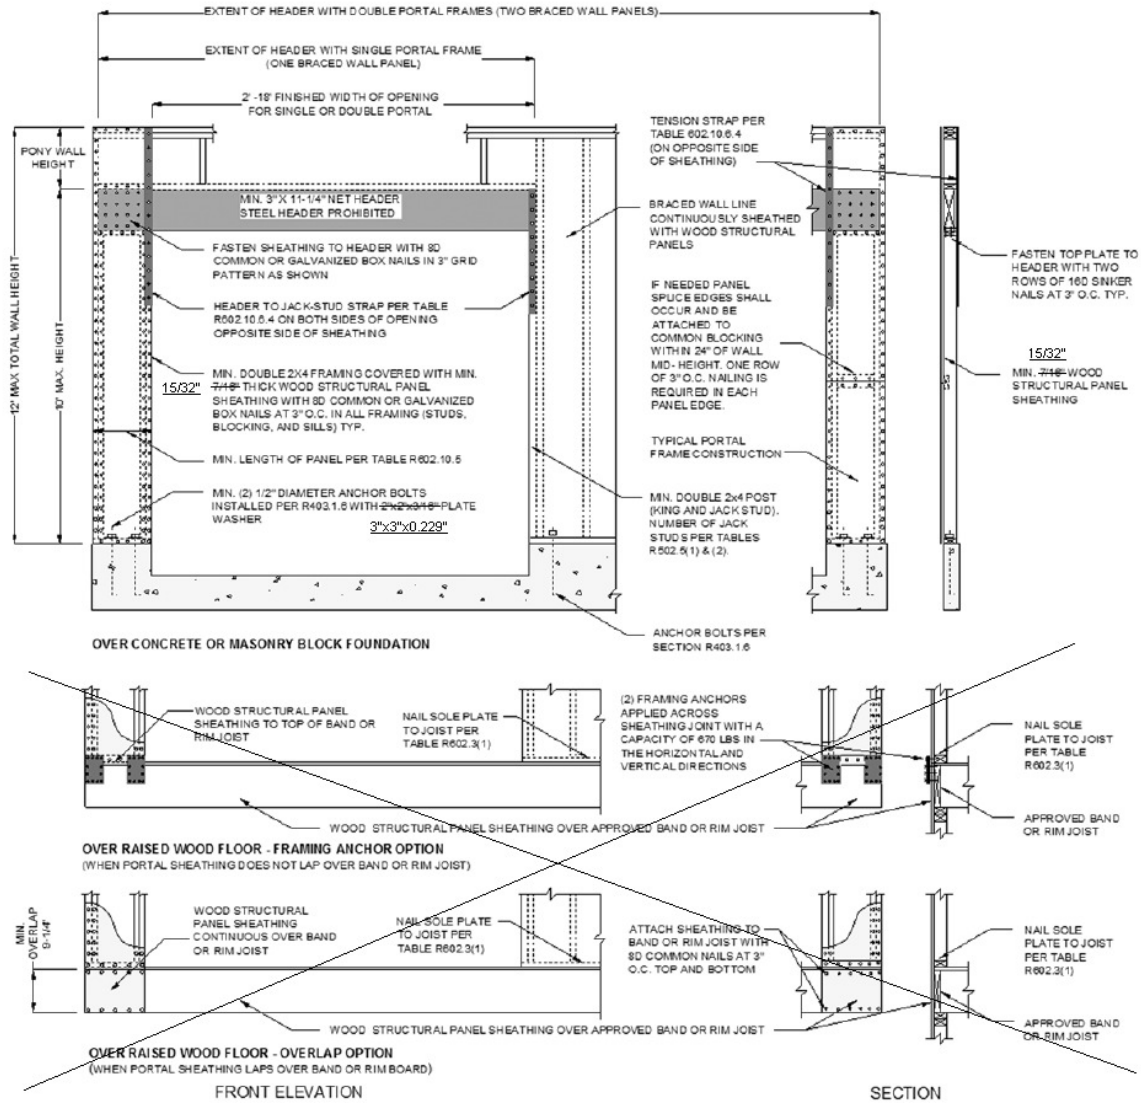 EXTENT OF HEADER WITH DOUBLE PORTAL FRAMES (TWO BRACED WALL PANELS)
EXTENT OF HEADER WITH SINGLE PORTAL FRAME
(ONE BRACED WALL PANEL)
2' -18' FINISHED WIDTH OF OPENING
FOR SINGLE OR DOUBLE PORTAL
PONY WALL
HEIGHT
12' MAX TOTAL WALL HEIGHT
10' MAX. HEIGHT
MIN. 3" X 11-1/4" NET HEADER
STEEL HEADER PROHIBITED
FASTEN SHEATHING TO HEADER WITH 8D
COMMON OR GALVANIZED BOX NAILS IN 3" GRID
PATTERN AS SHOWN
HEADER TO JACK-STUD STRAP PER TABLE
R602.10.6.4 ON BOTH SIDES OF OPENING
OPPOSITE SIDE OF SHEATHING
MIN. DOUBLE 2X4 FRAMING COVERED WITH MIN.
15/32" 7/16" THICK WOOD STRUCTURAL PANEL
SHEATHING WITH 8D COMMON OR GALVANIZED
BOX NAILS AT 3" O.C. IN ALL FRAMING (STUDS,
BLOCKING, AND SILLS) TYP.
MIN. LENGTH OF PANEL PER TABLE R602.10.5
MIN. (2) 1/2" DIAMETER ANCHOR BOLTS
INSTALLED PER R403.1.6 WITH 2"x2"x3/16" PLATE
WASHER
3"x3"x0.229"
TENSION STRAP PER
TABLE 602.10.6.4
(ON OPPOSITE SIDE
OF SHEATHING)
BRACED WALL LINE
CONTINUOUSLY SHEATHED
WITH WOOD STRUCTURAL
PANELS
IF NEEDED PANEL
SPLICE EDGES SHALL
OCCUR AND BE
ATTACHED TO
COMMON BLOCKING
WITHIN 24" OF WALL
MID- HEIGHT. ONE ROW
OF 3" O.C. NAILING IS
REQUIRED IN EACH
PANEL EDGE.
TYPICAL PORTAL
FRAME CONSTRUCTION
MIN. DOUBLE 2x4 POST
(KING AND JACK STUD).
NUMBER OF JACK
STUDS PER TABLES
R502.5(1) & (2).
ANCHOR BOLTS PER
SECTION R403.1.6
FASTEN TOP PLATE TO
HEADER WITH TWO
ROWS OF 16D SINKER
NAILS AT 3" O.C. TYP.
15/32"
MIN. 7/16" WOOD
STRUCTURAL PANEL
SHEATHING
OVER CONCRETE OR MASONRY BLOCK FOUNDATION
WOOD STRUCTURAL PANEL
SHEATHING TO TOP OF BAND OR
RIM JOIST
NAIL SOLE PLATE
TO JOIST PER
TABLE R602.3(1)
(2) FRAMING ANCHORS
APPLIED ACROSS
SHEATHING JOINT WITH A
CAPACITY OF 670 LBS IN
THE HORIZONTAL AND
VERTICAL DIRECTIONS
NAIL SOLE
PLATE TO JOIST
PER TABLE
R602.3(1)
WOOD STRUCTURAL PANEL SHEATHING OVER APPROVED BAND OR RIM JOIST
APPROVED BAND
OR RIM JOIST
OVER RAISED WOOD FLOOR - FRAMING ANCHOR OPTION
(WHEN PORTAL SHEATHING DOES NOT LAP OVER BAND OR RIM JOIST)
MIN.
OVERLAP
9-1/4"
WOOD STRUCTURAL
PANEL SHEATHING
CONTINUOUS OVER BAND
OR RIM JOIST
NAIL SOLE PLATE
TO JOIST PER
TABLE R602.3(1)
ATTACH SHEATHING TO
BAND OR RIM JOIST WITH
8D COMMON NAILS AT 3"
O.C. TOP AND BOTTOM
NAIL SOLE
PLATE TO JOIST
PER TABLE
R602.3(1)
WOOD STRUCTURAL PANEL SHEATHING OVER APPROVED BAND OR RIM JOIST
APPROVED BAND
OR RIM JOIST
OVER RAISED WOOD FLOOR - OVERLAP OPTION
(WHEN PORTAL SHEATHING LAPS OVER BAND OR RIM BOARD)
FRONT ELEVATION
SECTION